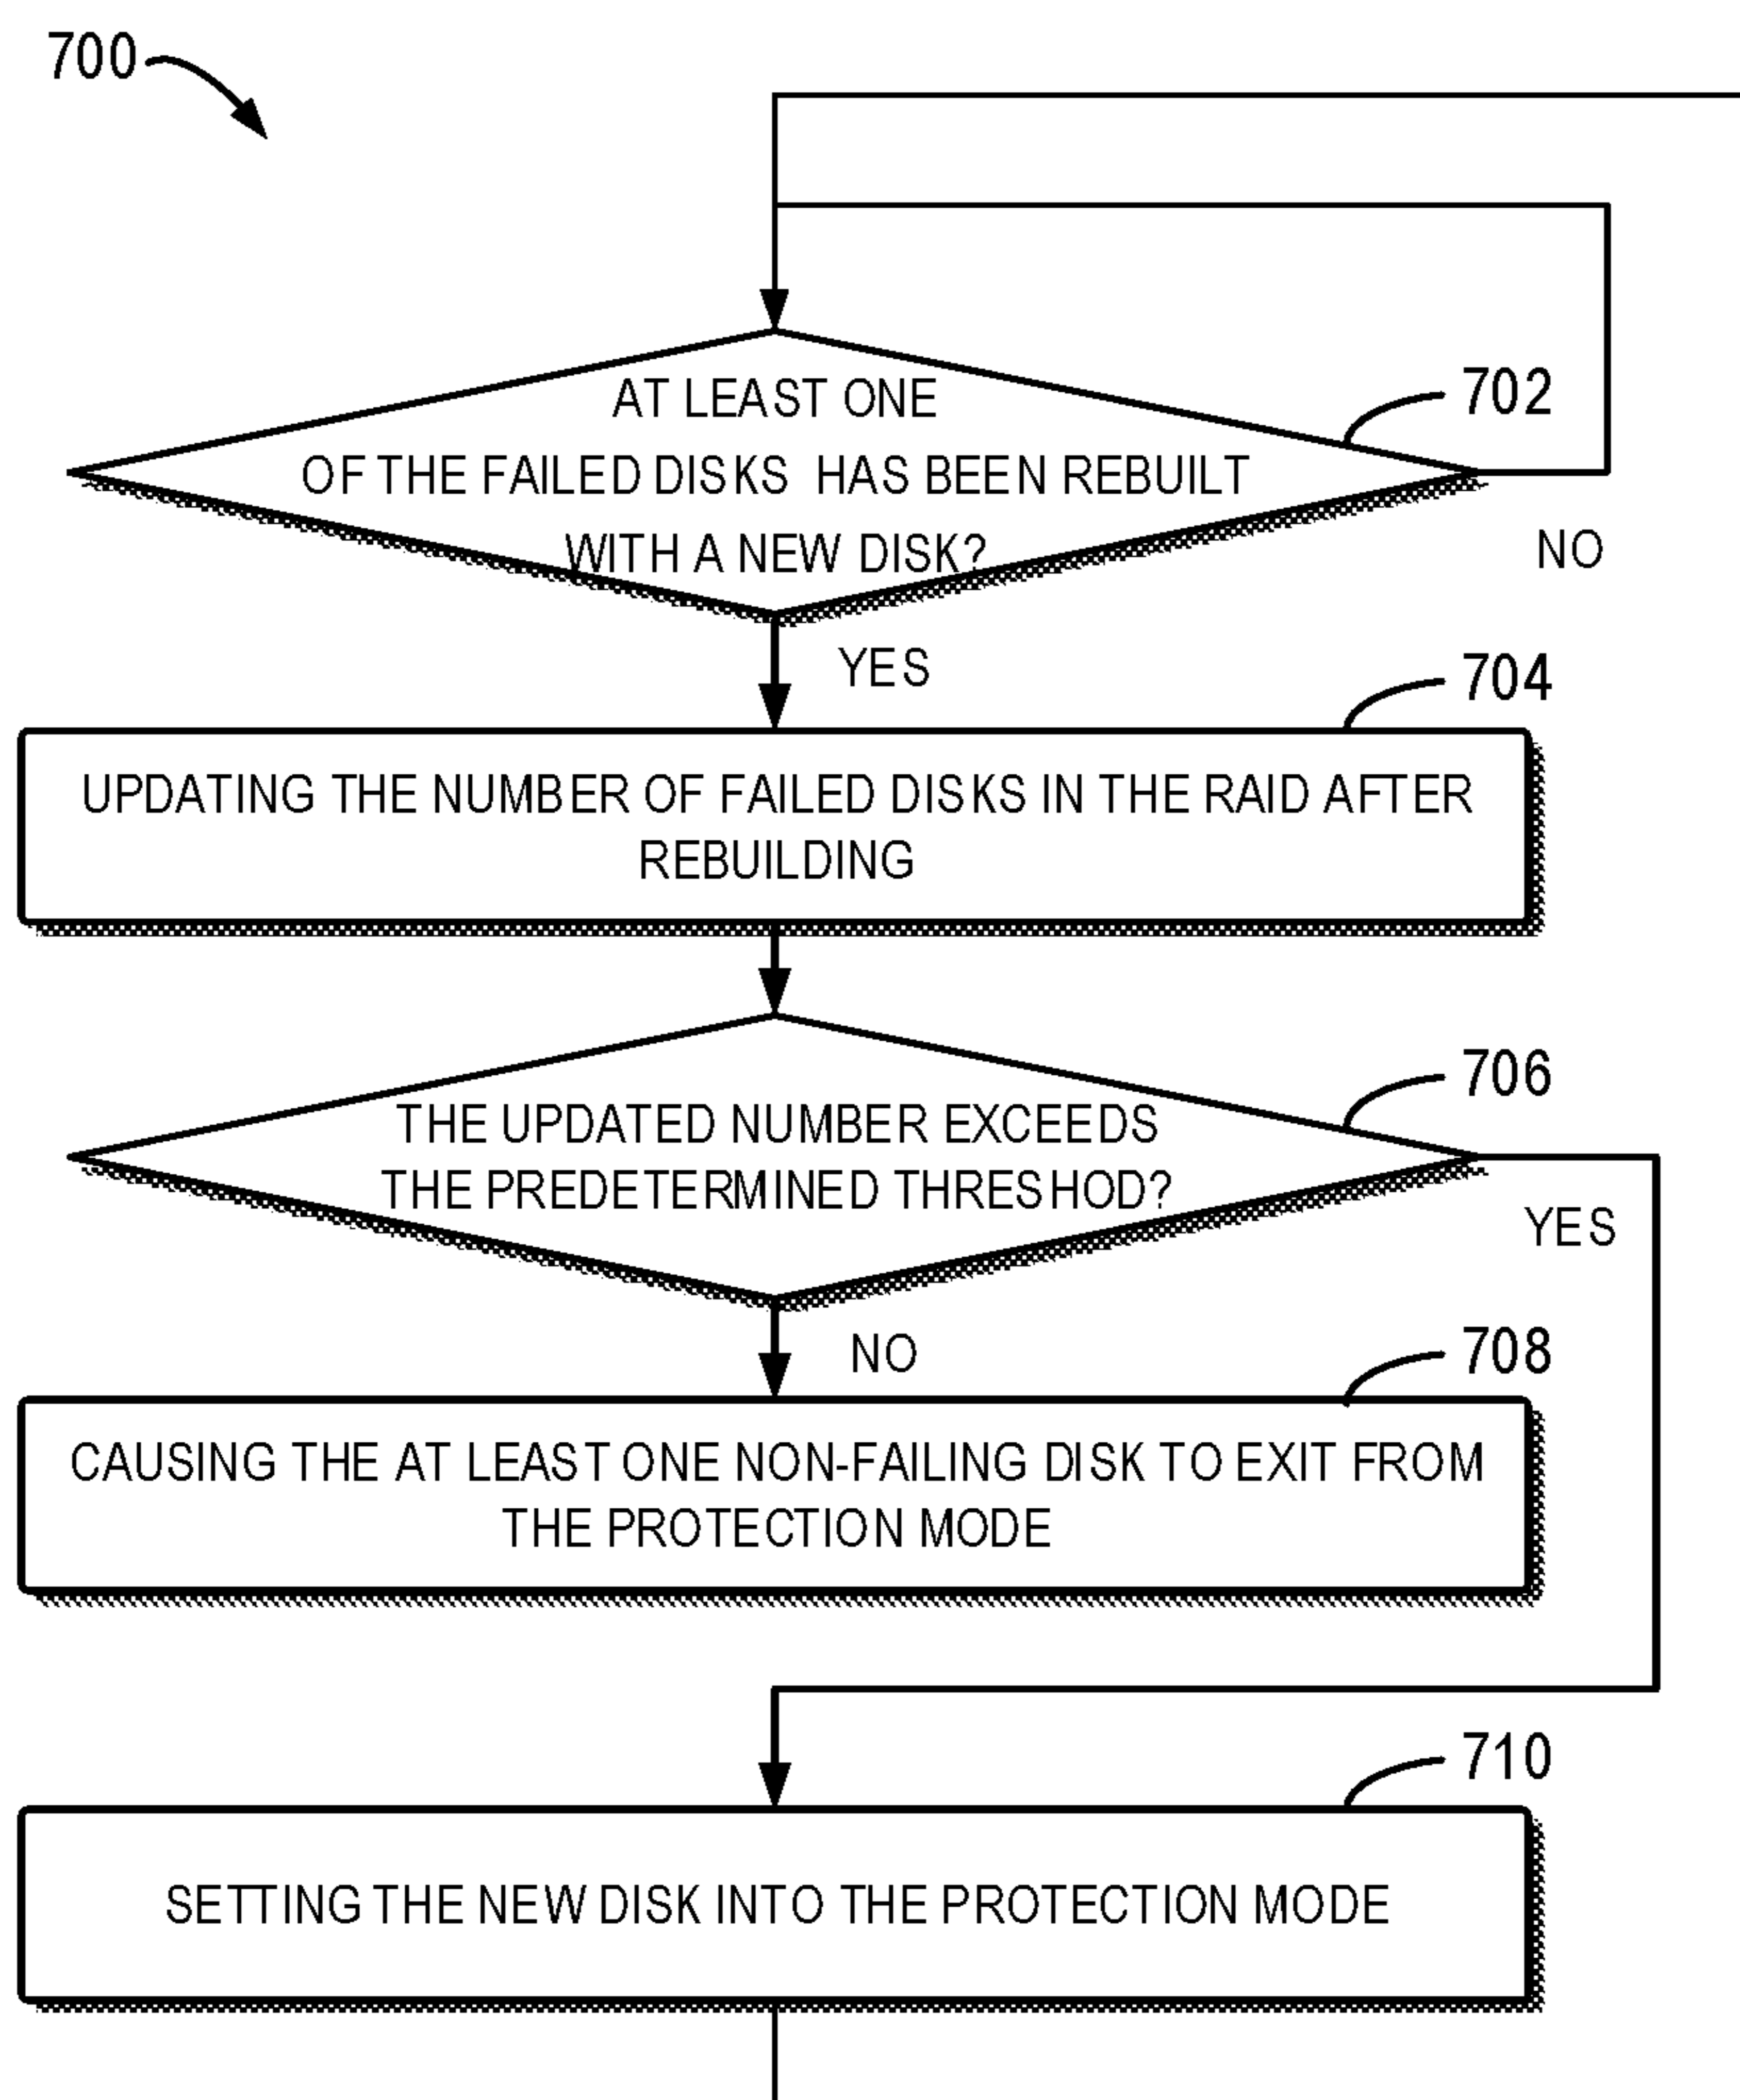 700
AT LEAST ONE
702
OF THE FAILED DISKS HAS BEEN REBUILT
WITH A NEW DISK?
NO
YES
704
UPDATING THE NUMBER OF FAILED DISKS IN THE RAID AFTER
REBUILDING
706
THE UPDATED NUMBER EXCEEDS
THE PREDETERMINED THRESHOD?
YES
NO
708
CAUSING THE AT LEAST ONE NON-FAILING DISK TO EXIT FROM
THE PROTECTION MODE
710
SETTING THE NEW DISK INTO THE PROTECTION MODE